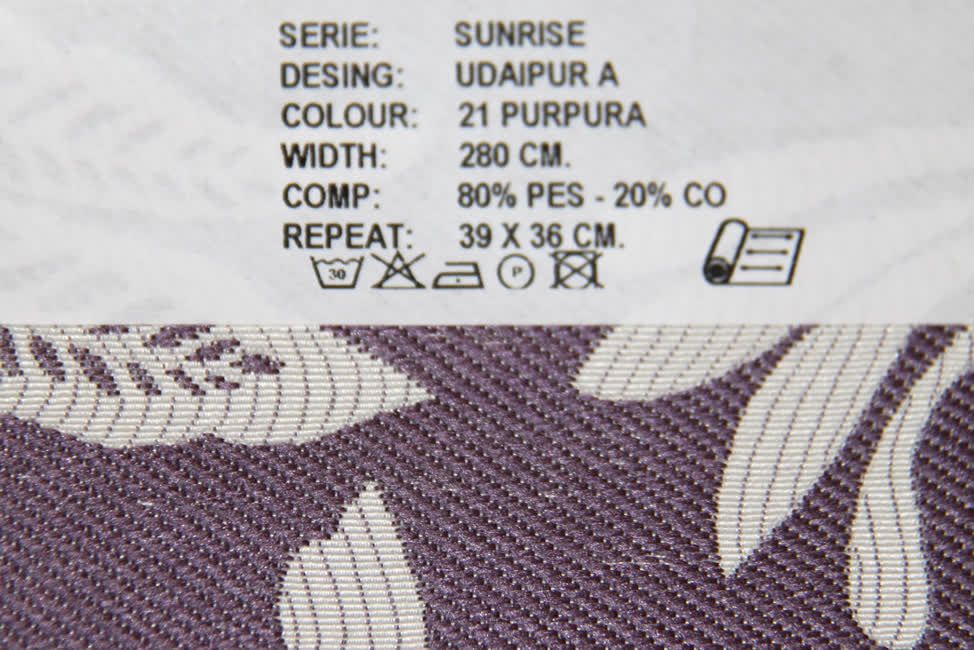 SERIE: SUNRISE
DESING: UDAIPUR A
COLOUR: 21 PURPURA
WIDTH: 280 CM.
COMP: 80% PES - 20% CO
REPEAT: 39 X 36 CM.
30 P